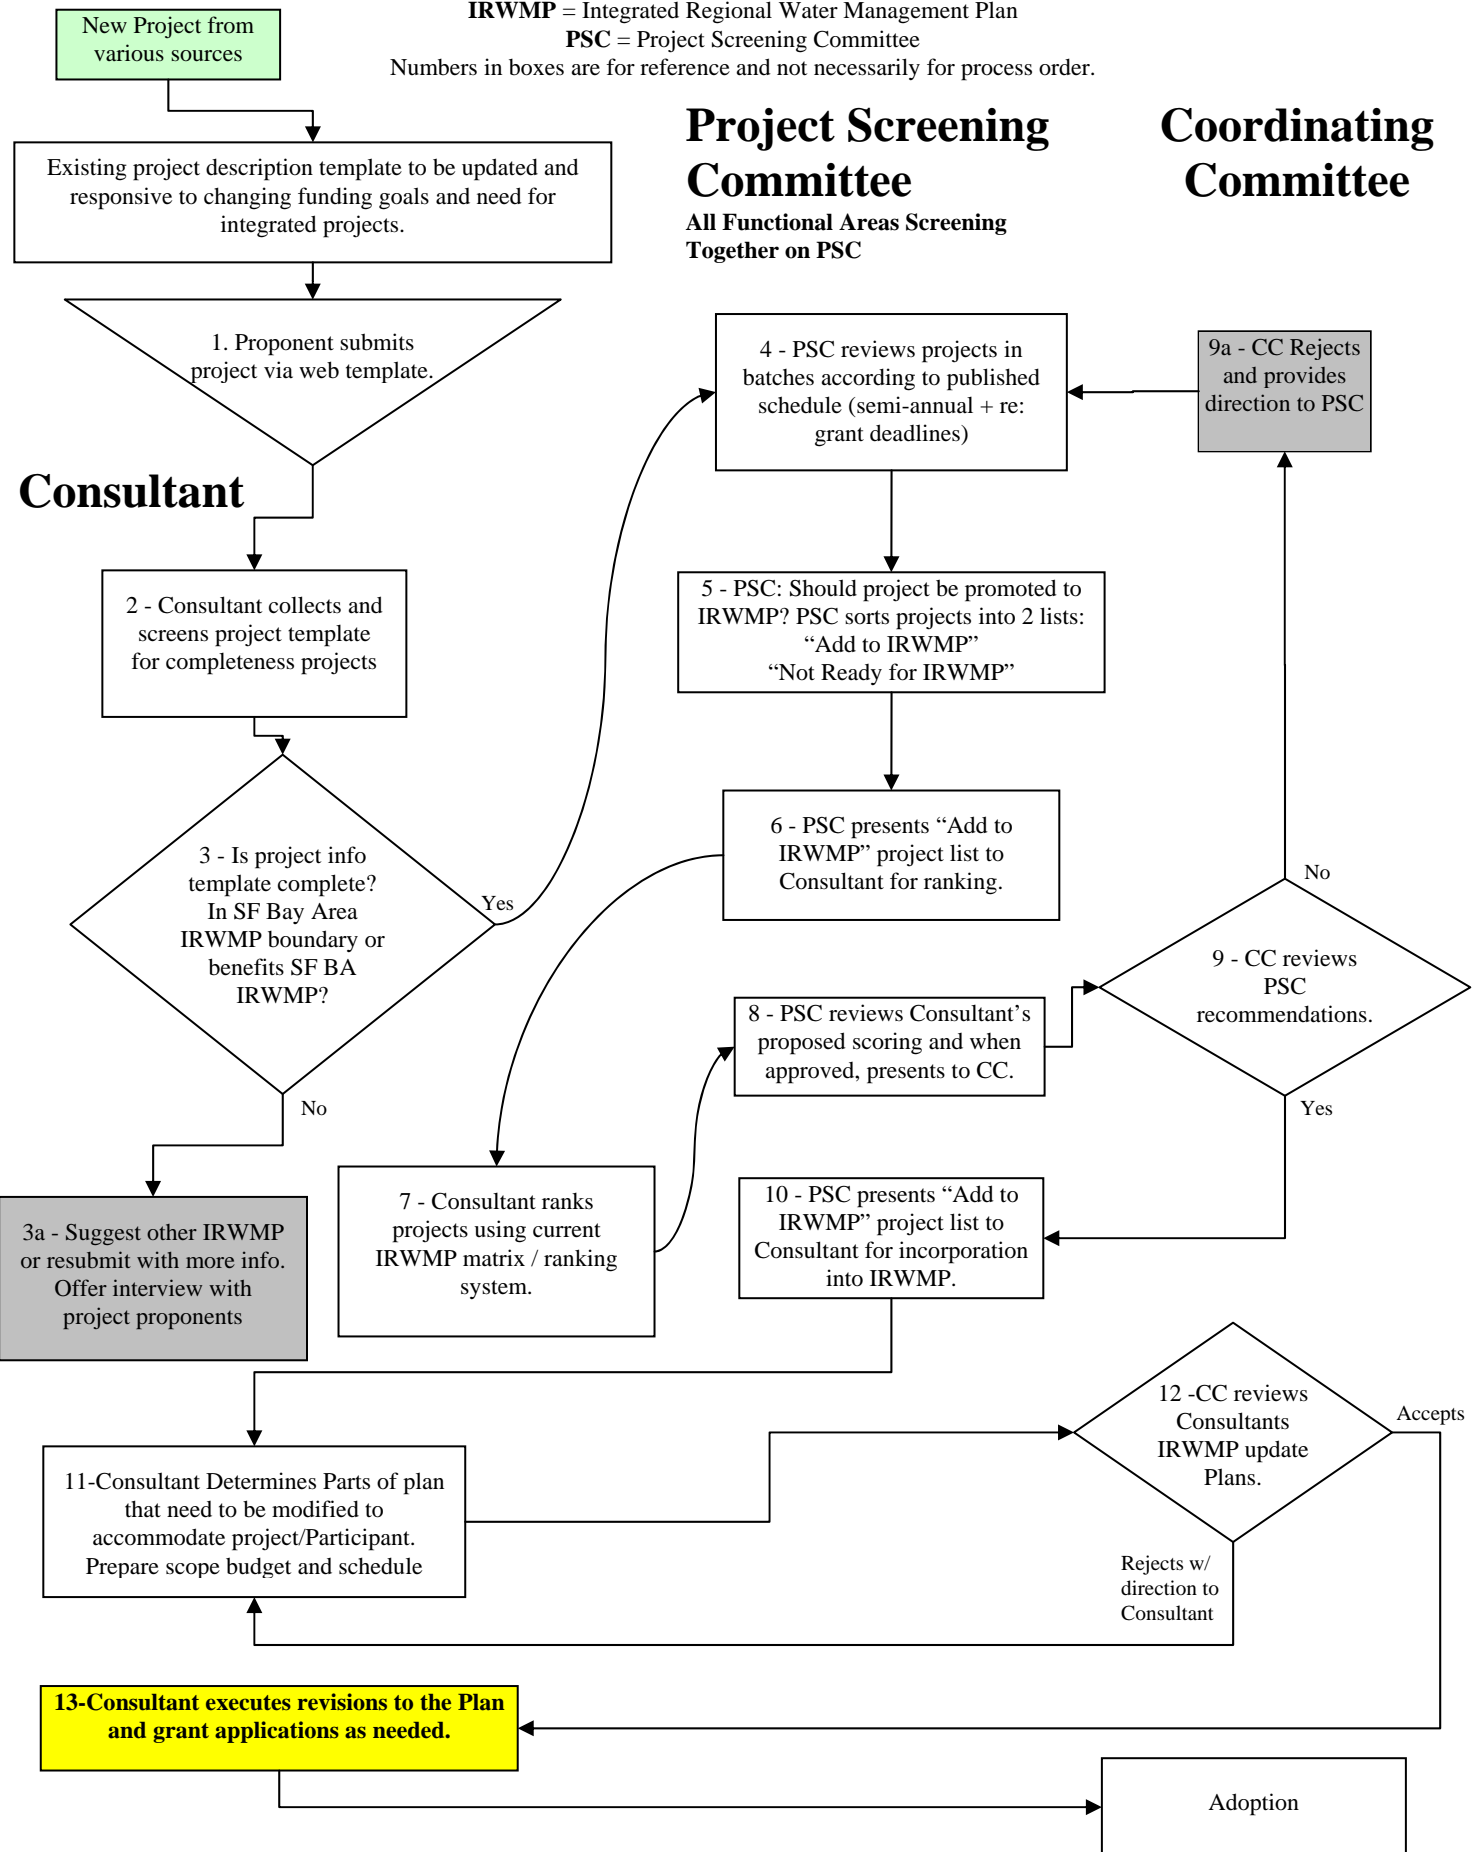 IRWMP = Integrated Regional Water Management Plan
PSC = Project Screening Committee
Numbers in boxes are for reference and not necessarily for process order.
New Project from
various sources
Existing project description template to be updated and
responsive to changing funding goals and need for
integrated projects.
1. Proponent submits
project via web template.
Consultant
2 - Consultant collects and
screens project template
for completeness projects
3 - Is project info
template complete?
In SF Bay Area
IRWMP boundary or
benefits SF BA
IRWMP?
Yes
No
3a - Suggest other IRWMP
or resubmit with more info.
Offer interview with
project proponents
Project Screening
Committee
All Functional Areas Screening
Together on PSC
4 - PSC reviews projects in
batches according to published
schedule (semi-annual + re:
grant deadlines)
5 - PSC: Should project be promoted to
IRWMP? PSC sorts projects into 2 lists:
“Add to IRWMP”
“Not Ready for IRWMP”
6 - PSC presents “Add to
IRWMP” project list to
Consultant for ranking.
7 - Consultant ranks
projects using current
IRWMP matrix / ranking
system.
8 - PSC reviews Consultant’s
proposed scoring and when
approved, presents to CC.
Coordinating
Committee
9a - CC Rejects
and provides
direction to PSC
No
9 - CC reviews
PSC
recommendations.
Yes
10 - PSC presents “Add to
IRWMP” project list to
Consultant for incorporation
into IRWMP.
11-Consultant Determines Parts of plan
that need to be modified to
accommodate project/Participant.
Prepare scope budget and schedule
12 -CC reviews
Consultants
IRWMP update
Plans.
Accepts
Rejects w/
direction to
Consultant
13-Consultant executes revisions to the Plan
and grant applications as needed.
Adoption